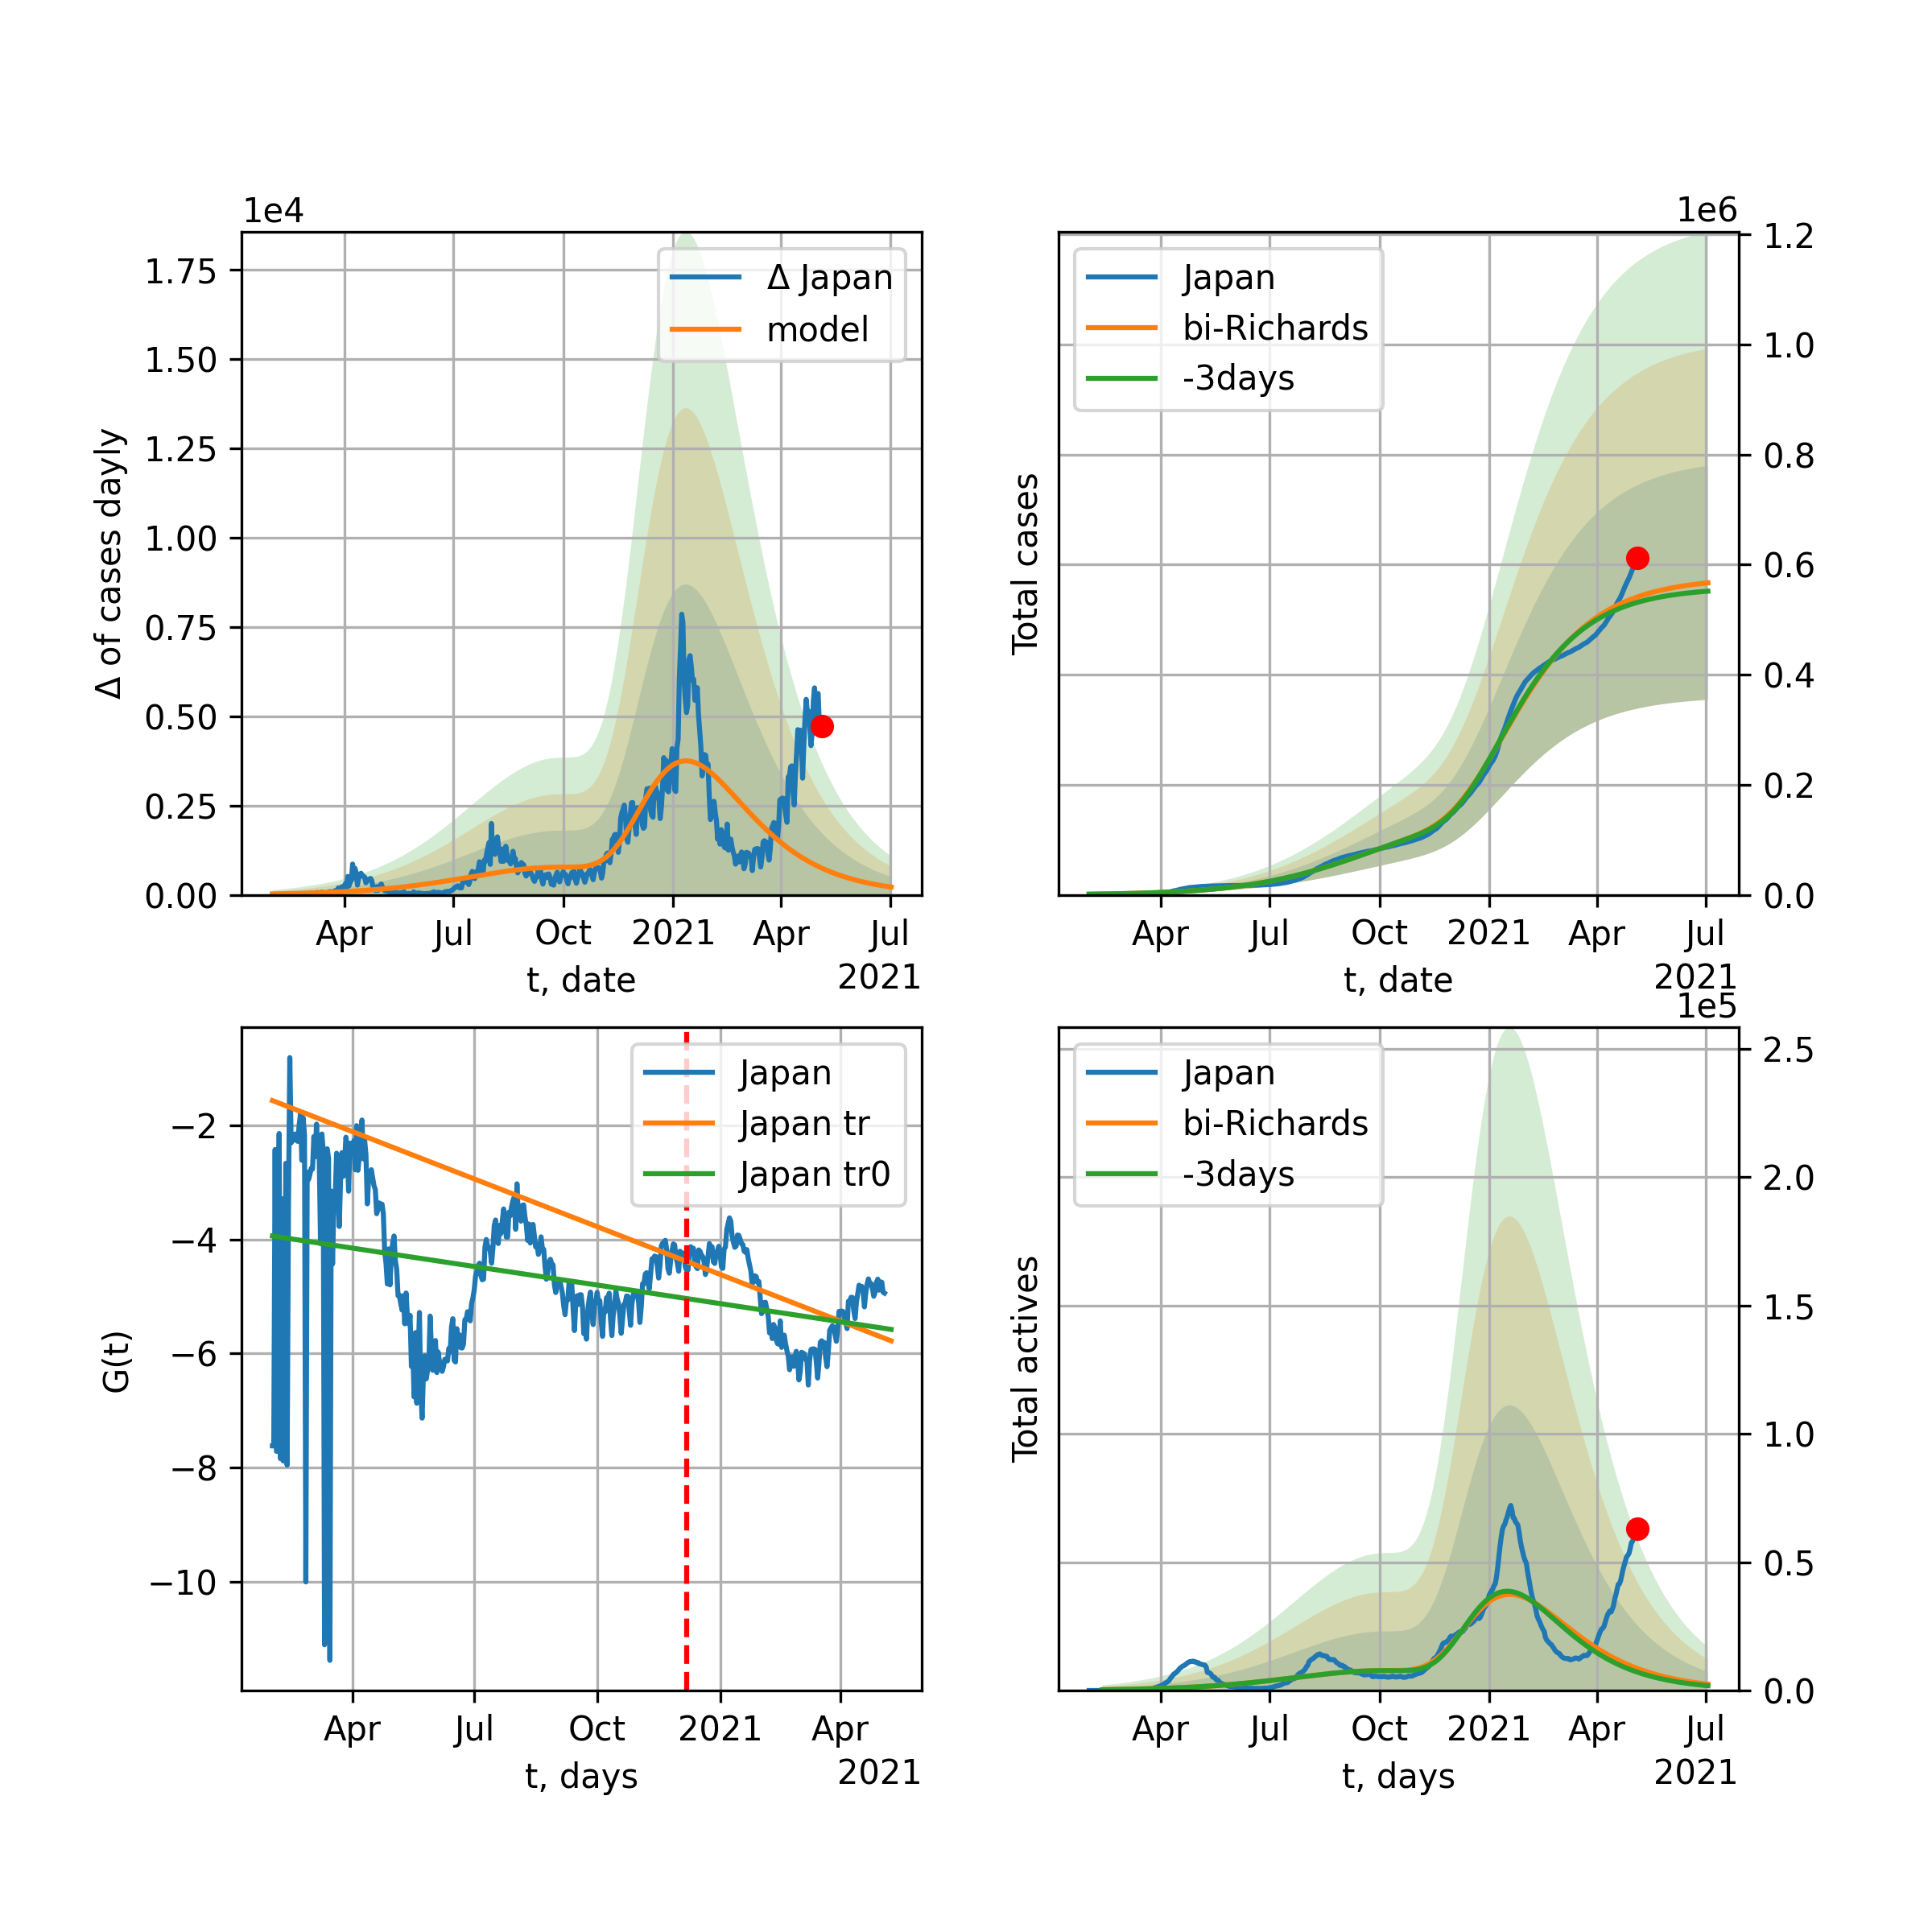 1e4
Δ of cases dayly
1.75
1.50
1.25
1.00
0.75
0.50
0.25
0.00
Δ Japan
model
Apr Jul Oct 2021 Apr Jul
2021
t, date
1e6
Total cases
Japan
bi-Richards
-3days
1.2
1.0
0.8
0.6
0.4
0.2
0.0
Apr Jul Oct 2021 Apr Jul
2021
t, date
G(t)
−2
−4
−6
−8
−10
Japan
Japan tr
Japan tr0
Apr Jul Oct 2021 Apr
2021
t, days
1e5
Total actives
Japan
bi-Richards
-3days
2.5
2.0
1.5
1.0
0.5
0.0
Apr Jul Oct 2021 Apr Jul
2021
t, days